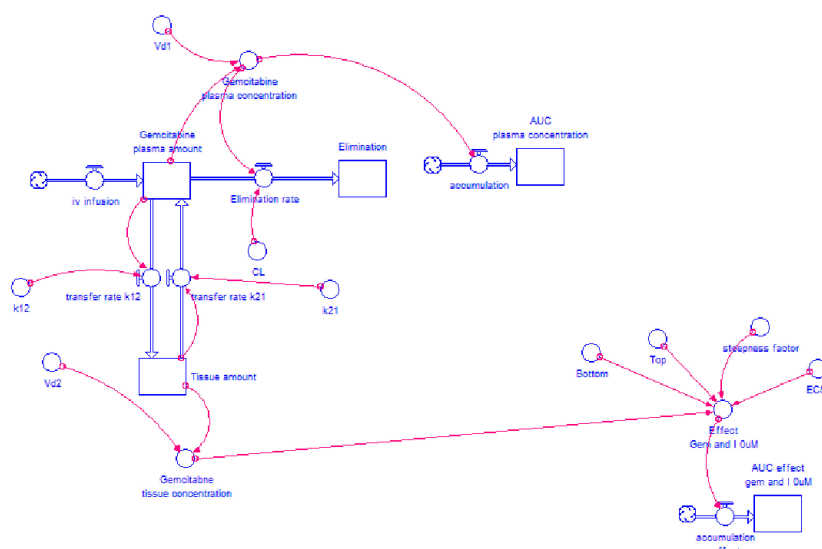 Vd1
Gemcitabine
plasma concentration
AUC
plasma concentration
Gemcitabine
plasma amount
Elimination
iv infusion
Elimination rate
accumulation
CL
k12
transfer rate k12
transfer rate k21
k21
Vd2
Tissue amount
Bottom
Top
steepness factor
Effect
Gem and I 0uM
Gemcitabine
tissue concentration
AUC effect
gem and I 0uM
accumulation